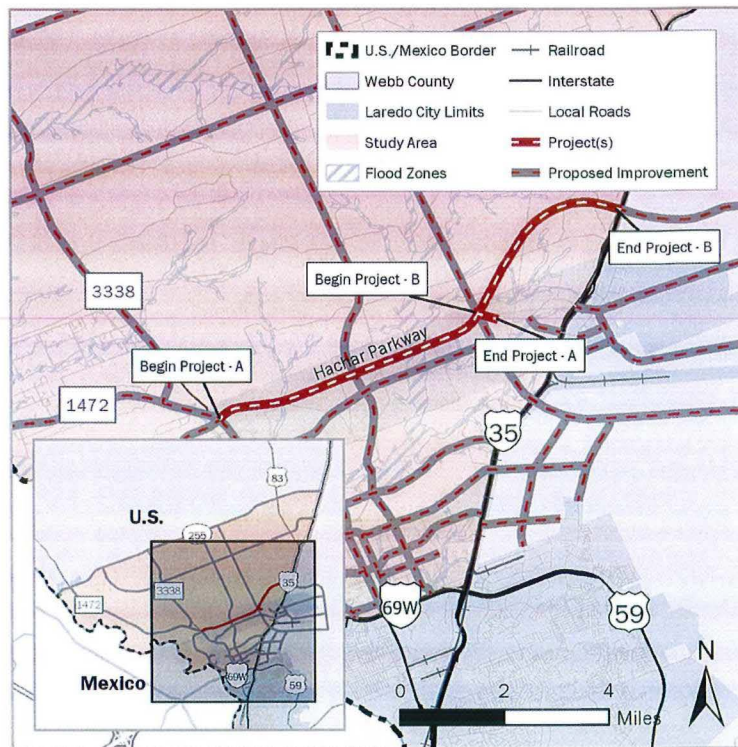 U.S./Mexico Border
Webb County
Laredo City Limits
Study Area
Flood Zones
Railroad
Interstate
Local Roads
Project(s)
Proposed Improvement
End Project - B
Begin Project - B
3338
Hachar Parkway
End Project - A
Begin Project - A
1472
35
83
U.S.
255
35
3338
1472
69W
59
Mexico
69W
59
N
0 2 4
Miles